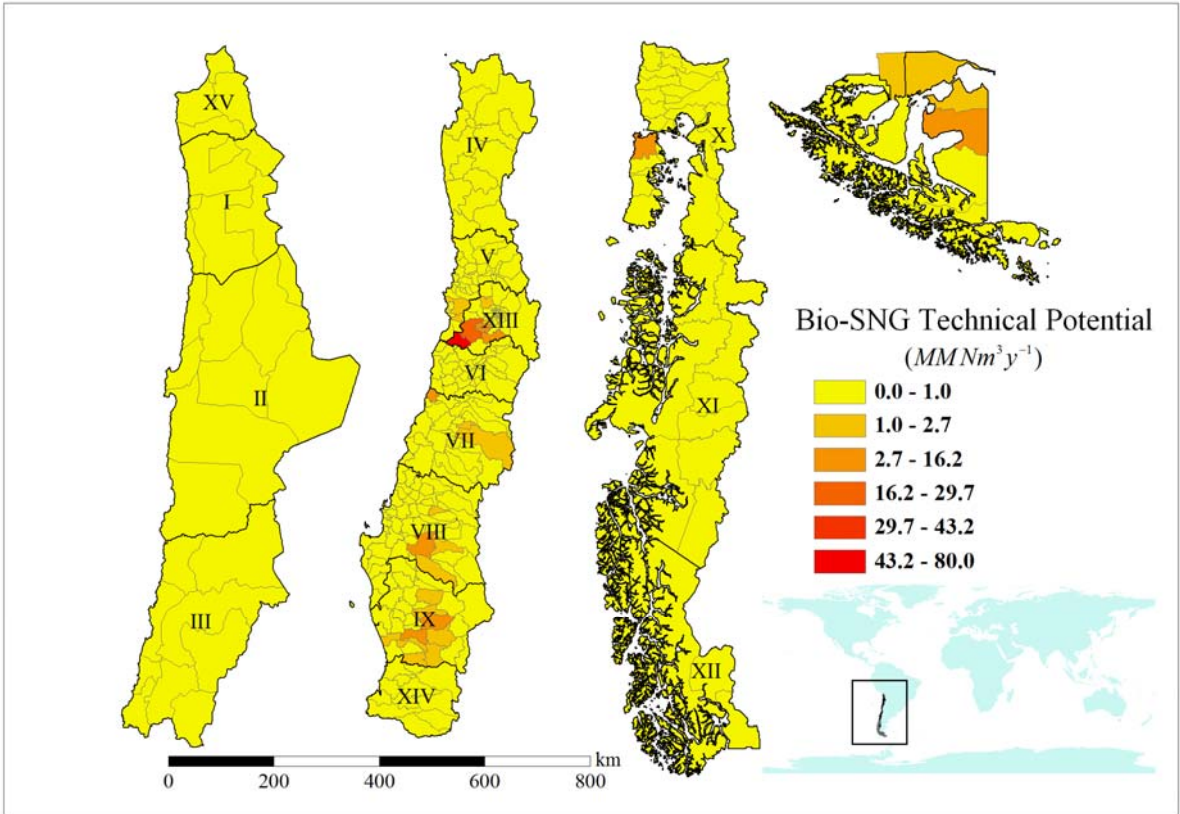 XV
I
II
III
IV
V
XIII
VI
VII
VIII
IX
XIV
X
XI
XII
Bio-SNG Technical Potential
(MM Nm³ y⁻¹)
0.0 - 1.0
1.0 - 2.7
2.7 - 16.2
16.2 - 29.7
29.7 - 43.2
43.2 - 80.0
km
0 200 400 600 800